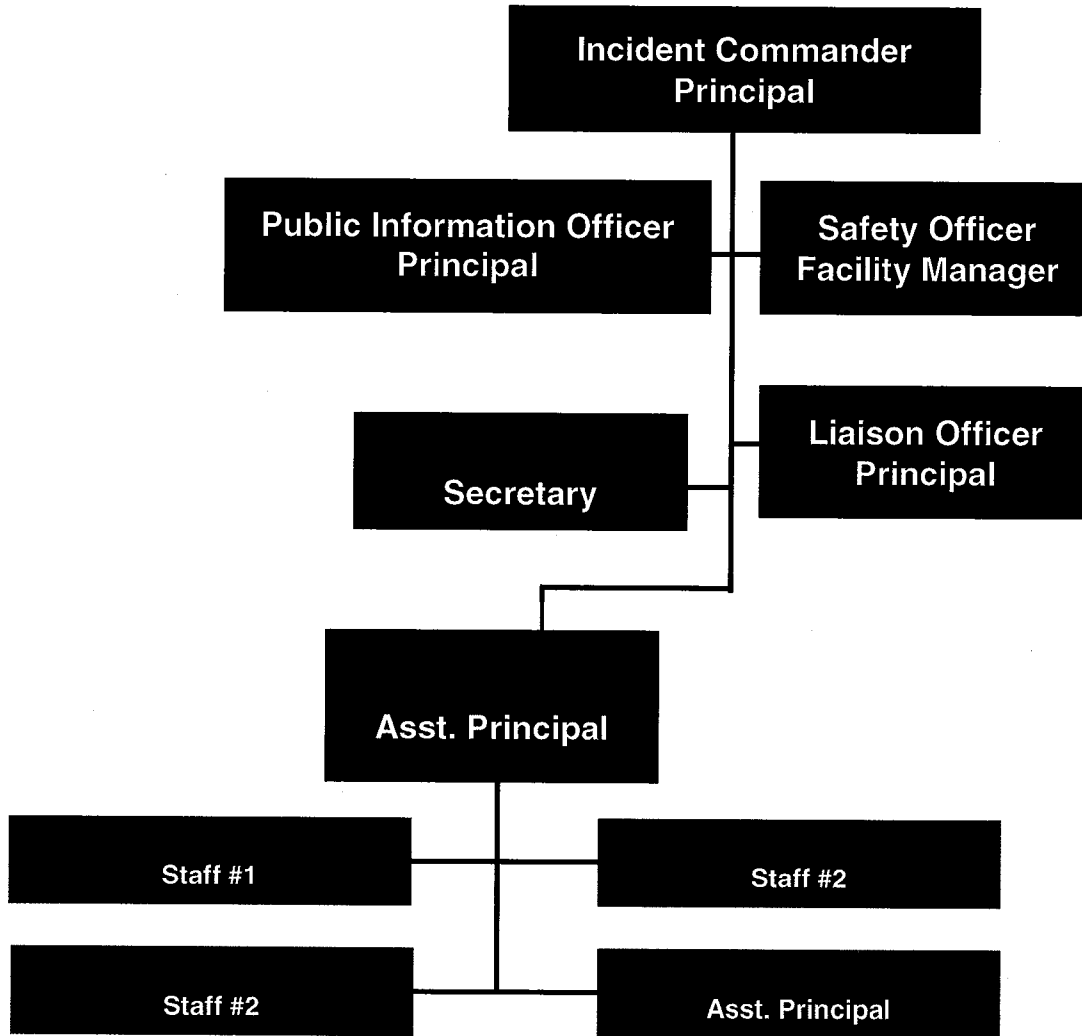 Incident Commander
Principal
Public Information Officer
Principal
Safety Officer
Facility Manager
Liaison Officer
Principal
Secretary
Asst. Principal
Staff #1
Staff #2
Staff #2
Asst. Principal